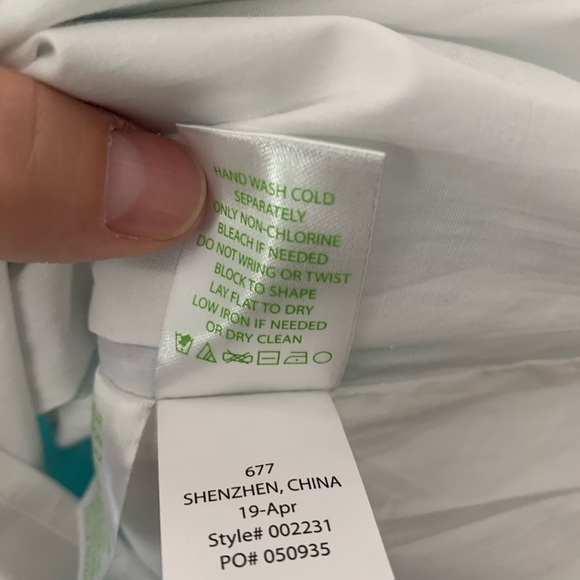 HAND WASH COLD
SEPARATELY
ONLY NON-CHLORINE
BLEACH IF NEEDED
DO NOT WRING OR TWIST
BLOCK TO SHAPE
LAY FLAT TO DRY
LOW IRON IF NEEDED
OR DRY CLEAN
677
SHENZHEN, CHINA
19-Apr
Style# 002231
PO# 050935